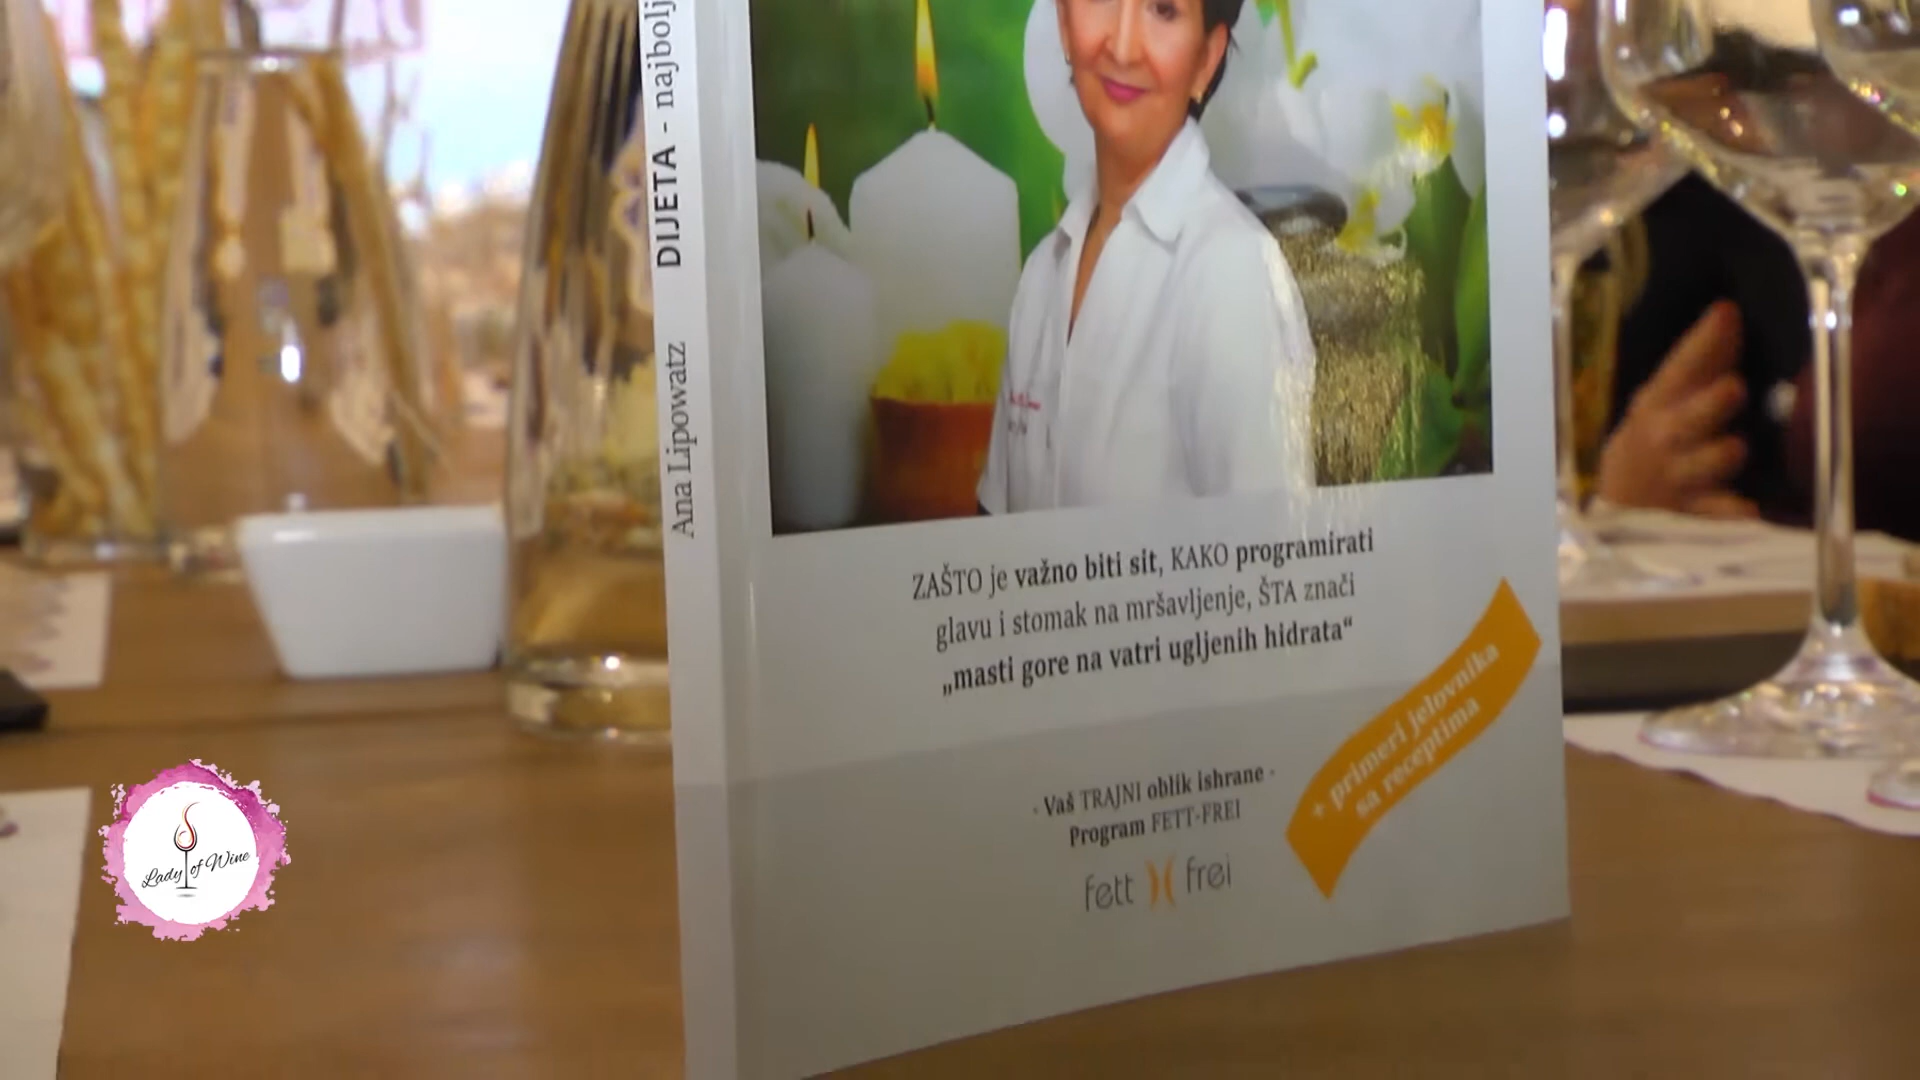 Ana Lipowatz DIJETA - najbolj
ZAŠTO je važno biti sit, KAKO programirati
glavu i stomak na mršavljenje, ŠTA znači
„masti gore na vatri ugljenih hidrata“
+ primeri jelovnika
sa receptima
- Vaš TRAJNI oblik ishrane -
Program FETT-FREI
fett frei
Lady of Wine